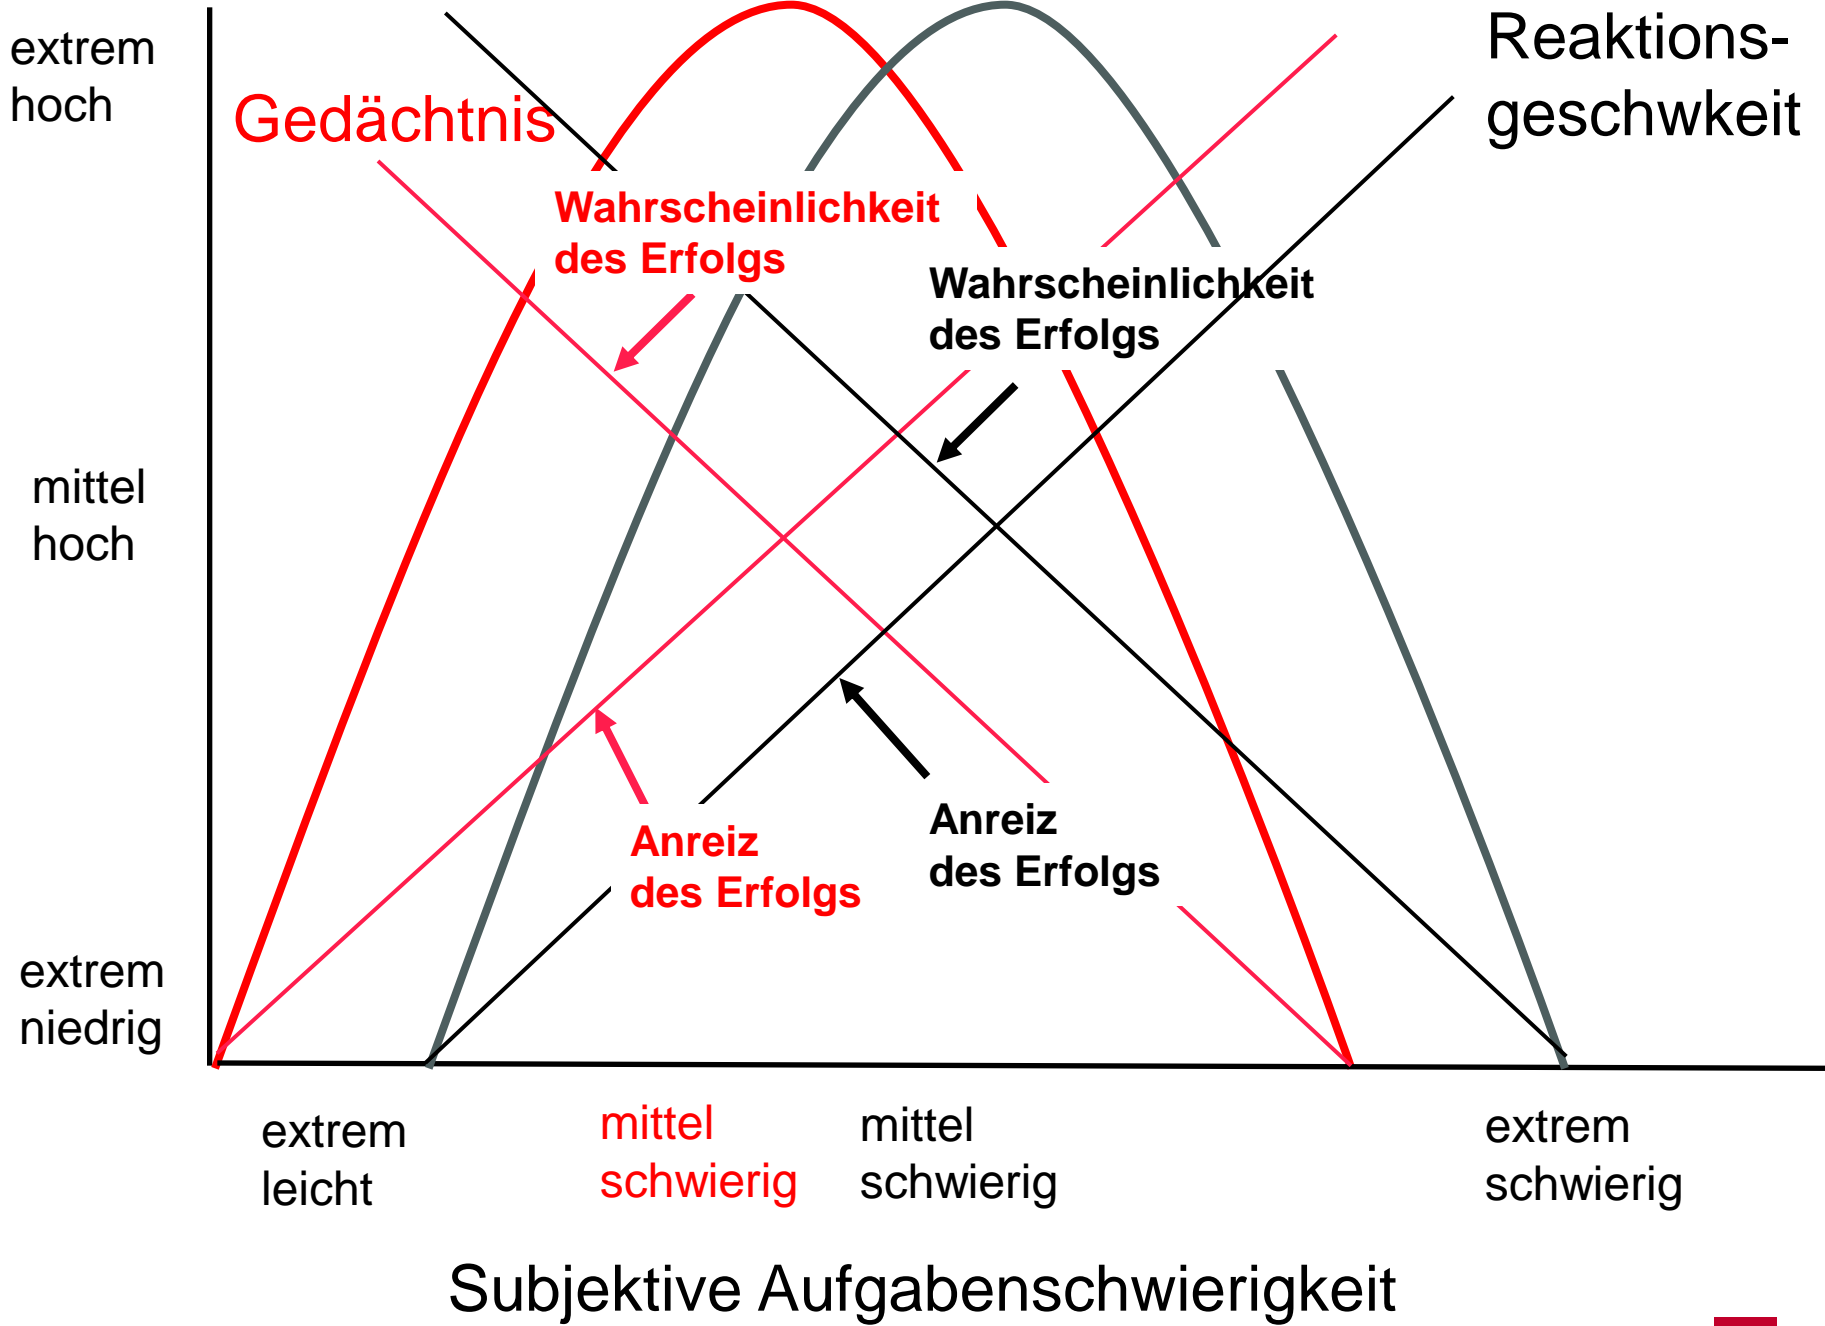 extrem
hoch
Gedächtnis
Reaktions-
geschwkeit
Wahrscheinlichkeit
des Erfolgs
Wahrscheinlichkeit
des Erfolgs
mittel
hoch
Anreiz
des Erfolgs
Anreiz
des Erfolgs
extrem
niedrig
extrem
leicht
mittel
schwierig
mittel
schwierig
extrem
schwierig
Subjektive Aufgabenschwierigkeit